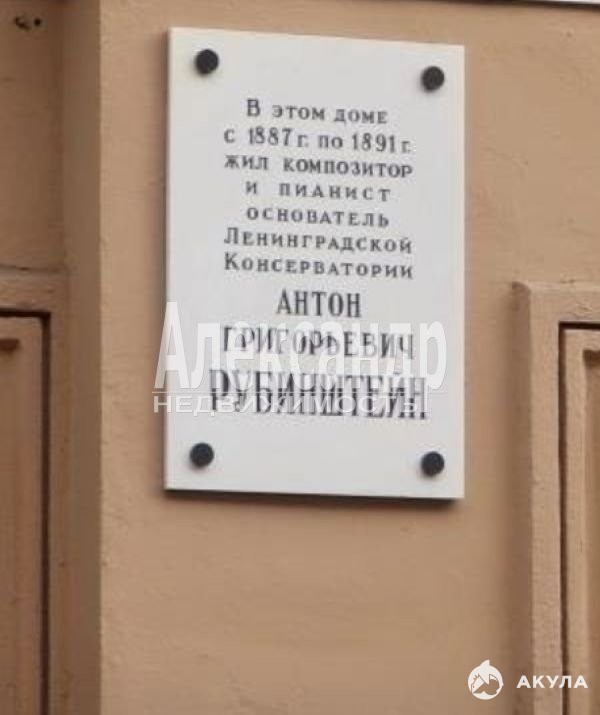 В ЭТОМ ДОМЕ
С 1887 Г. ПО 1891 Г.
ЖИЛ КОМПОЗИТОР
И ПИАНИСТ
ОСНОВАТЕЛЬ
ЛЕНИНГРАДСКОЙ
КОНСЕРВАТОРИИ
АНТОН
ГРИГОРЬЕВИЧ
РУБИНШТЕЙН
Александр
НЕДВИЖИМОСТЬ
АКУЛА